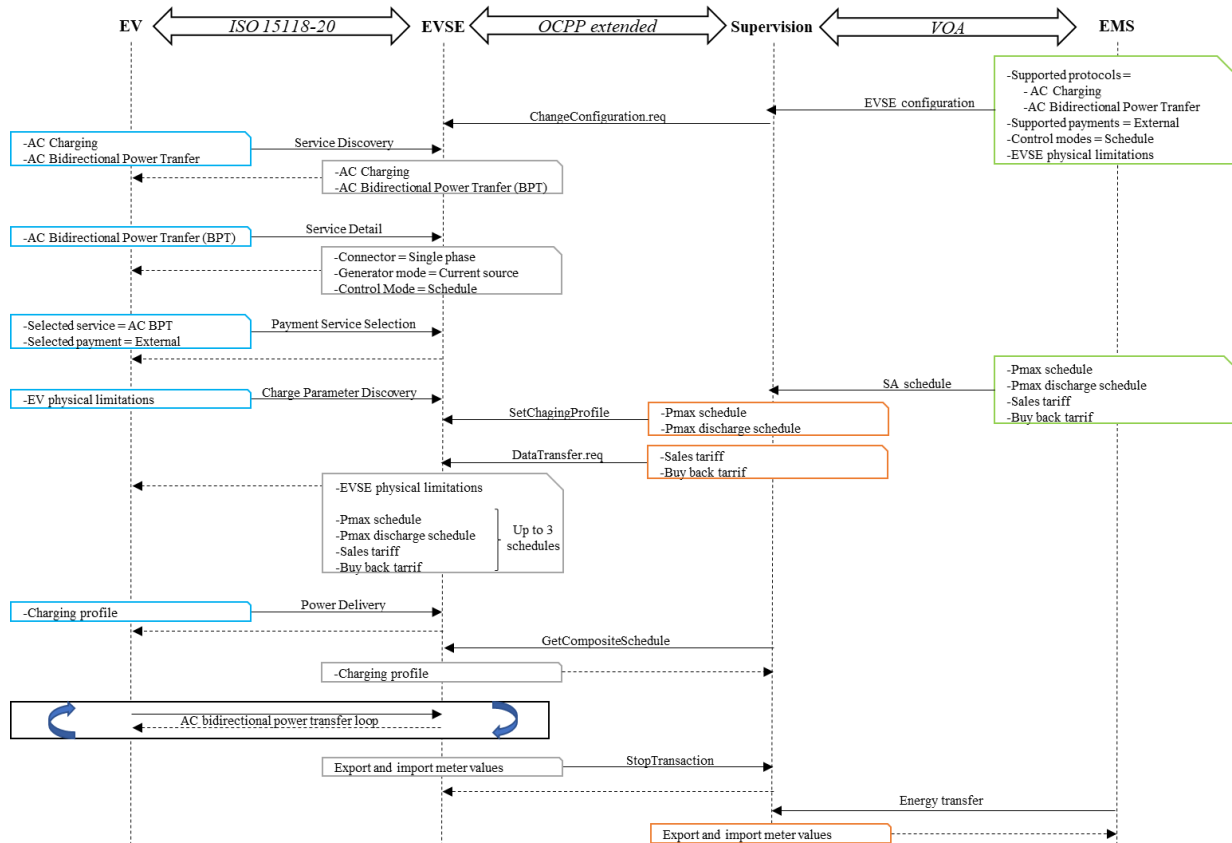 EV
ISO 15118-20
EVSE
OCPP extended
Supervision
VOA
EMS
-Supported protocols =
- AC Charging
-AC Bidirectional Power Tranfer
-Supported payments = External
-Control modes = Schedule
-EVSE physical limitations
EVSE configuration
ChangeConfiguration.req
-AC Charging
-AC Bidirectional Power Tranfer
Service Discovery
-AC Charging
-AC Bidirectional Power Tranfer (BPT)
-AC Bidirectional Power Tranfer (BPT)
Service Detail
-Connector = Single phase
-Generator mode = Current source
-Control Mode = Schedule
-Selected service = AC BPT
-Selected payment = External
Payment Service Selection
-Pmax schedule
-Pmax discharge schedule
-Sales tariff
-Buy back tarrif
SA schedule
-EV physical limitations
Charge Parameter Discovery
SetChagingProfile
-Pmax schedule
-Pmax discharge schedule
DataTransfer.req
-Sales tariff
-Buy back tarrif
-EVSE physical limitations
-Pmax schedule
-Pmax discharge schedule
-Sales tariff
-Buy back tarrif
Up to 3
schedules
-Charging profile
Power Delivery
GetCompositeSchedule
-Charging profile
AC bidirectional power transfer loop
Export and import meter values
StopTransaction
Energy transfer
Export and import meter values